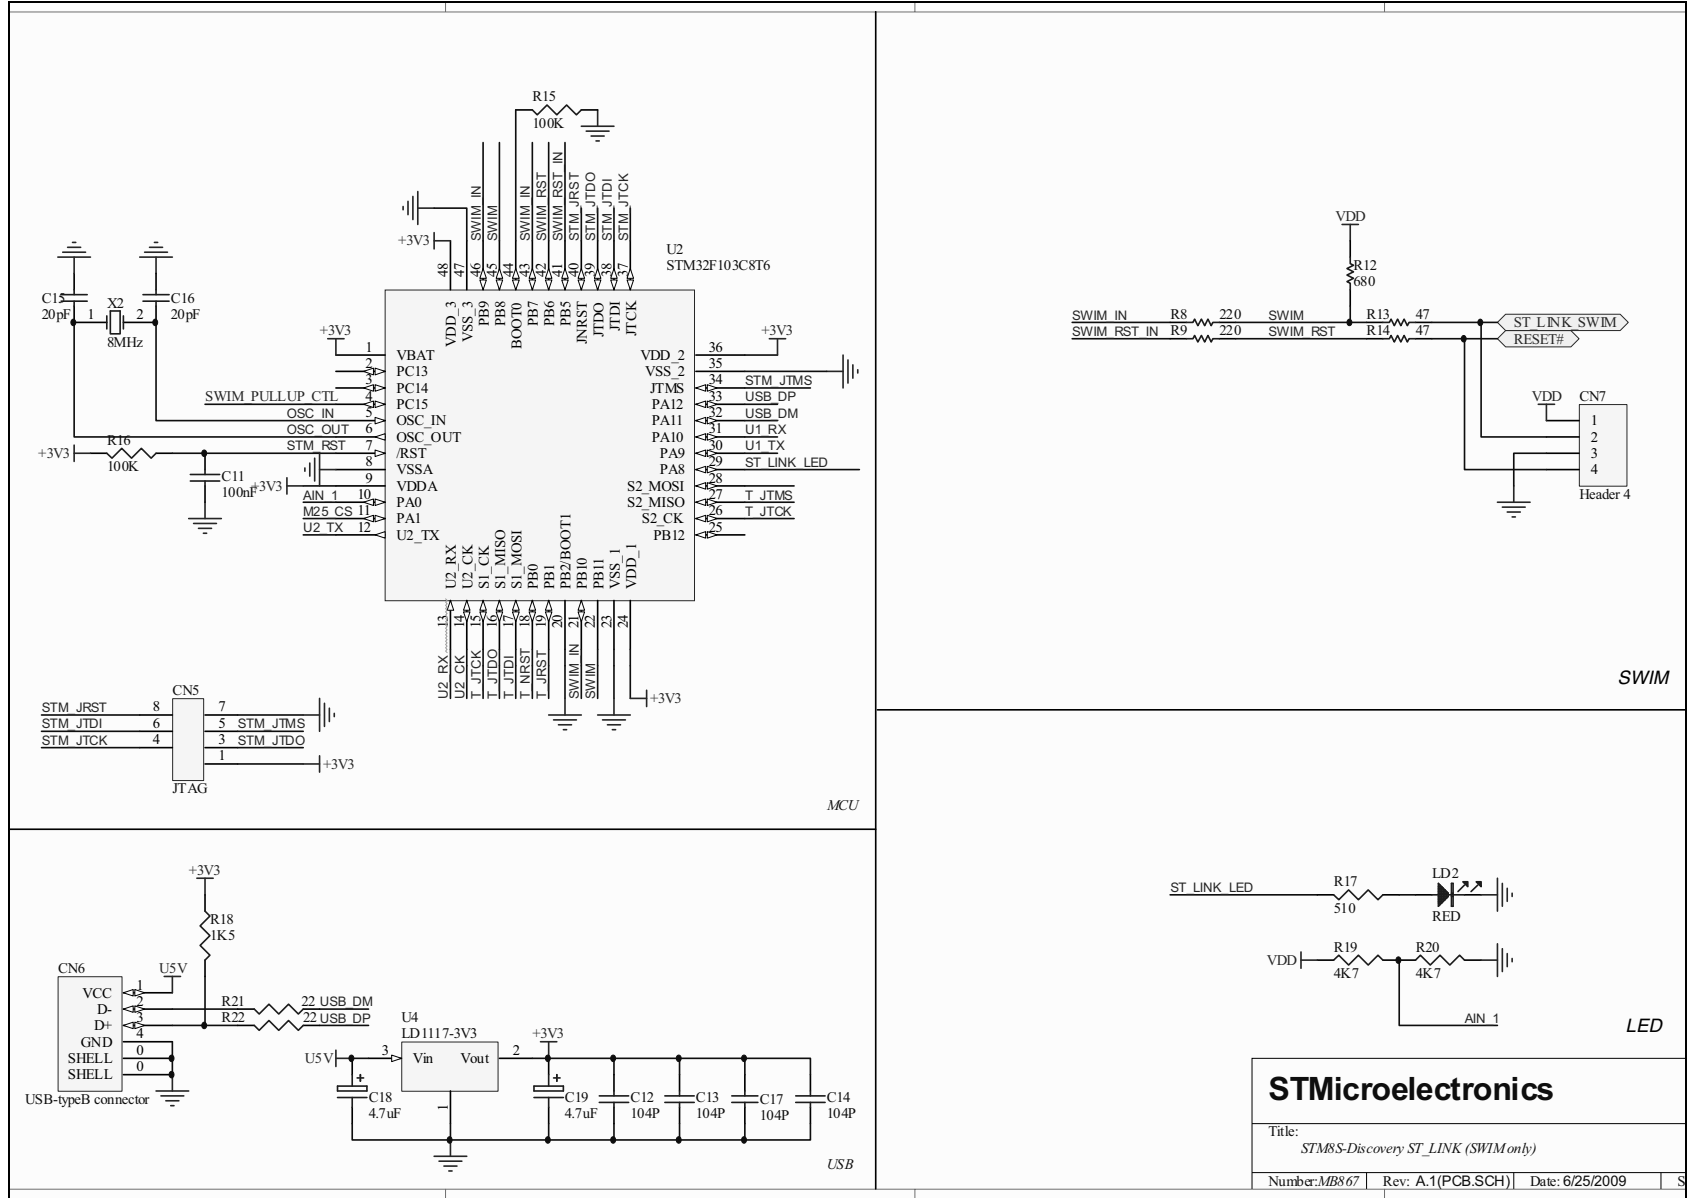 R15
100K
SWIM_IN
SWIM
SWIM_IN
SWIM_RST
SWIM_RST_IN
STM_JRST
STM_JTDO
STM_JTDI
STM_JTCK
+3V3
48
47
46
45
44
43
42
41
40
39
38
37
U2
STM32F103C8T6
VDD_3
VSS_3
PB9
PB8
BOOT0
PB7
PB6
PB5
JNRST
JTDO
JTDI
JTCK
C15
20pF
1
X2
2
8MHz
C16
20pF
+3V3
1
VBAT
2
PC13
3
PC14
SWIM_PULLUP_CTL
4
PC15
OSC_IN
5
OSC_IN
OSC_OUT
6
OSC_OUT
+3V3
R16
100K
STM_RST
7
/RST
8
VSSA
C11
100nF
+3V3
9
VDDA
AIN_1
10
PA0
M25_CS
11
PA1
U2_TX
12
U2_TX
+3V3
VDD_2
36
VSS_2
35
JTMS
34
STM_JTMS
PA12
33
USB_DP
PA11
32
USB_DM
PA10
31
U1_RX
PA9
30
U1_TX
PA8
29
ST_LINK_LED
S2_MOSI
28
S2_MISO
27
T_JTMS
S2_CK
26
T_JTCK
PB12
25
U2_RX
U2_CK
S1_CK
S1_MISO
S1_MOSI
PB0
PB1
PB2/BOOT1
PB10
PB11
VSS_1
VDD_1
13
14
15
16
17
18
19
20
21
22
23
24
U2_RX
U2_CK
T_JTCK
T_JTDO
T_JTDI
T_NRST
T_JRST
SWIM_IN
SWIM
+3V3
CN5
STM_JRST
8
7
STM_JTDI
6
5
STM_JTMS
STM_JTCK
4
3
STM_JTDO
1
+3V3
JTAG
MCU
VDD
R12
680
SWIM_IN
R8
220
SWIM
R13
47
ST_LINK_SWIM
SWIM_RST_IN
R9
220
SWIM_RST
R14
47
RESET#
VDD
CN7
1
2
3
4
Header 4
SWIM
+3V3
R18
1K5
CN6
U5V
VCC
1
D-
2
R21
22
USB_DM
D+
3
R22
22
USB_DP
GND
4
SHELL
0
SHELL
0
USB-typeB connector
U4
LD1117-3V3
U5V
3
Vin
Vout
2
+3V3
1
C18
4.7uF
C19
4.7uF
C12
104P
C13
104P
C17
104P
C14
104P
USB
ST_LINK_LED
R17
510
LD2
RED
VDD
R19
4K7
R20
4K7
AIN_1
LED
STMicroelectronics
Title:
STM8S-Discovery ST_LINK (SWIM only)
Number:MB867
Rev: A.1(PCB.SCH)
Date: 6/25/2009
S